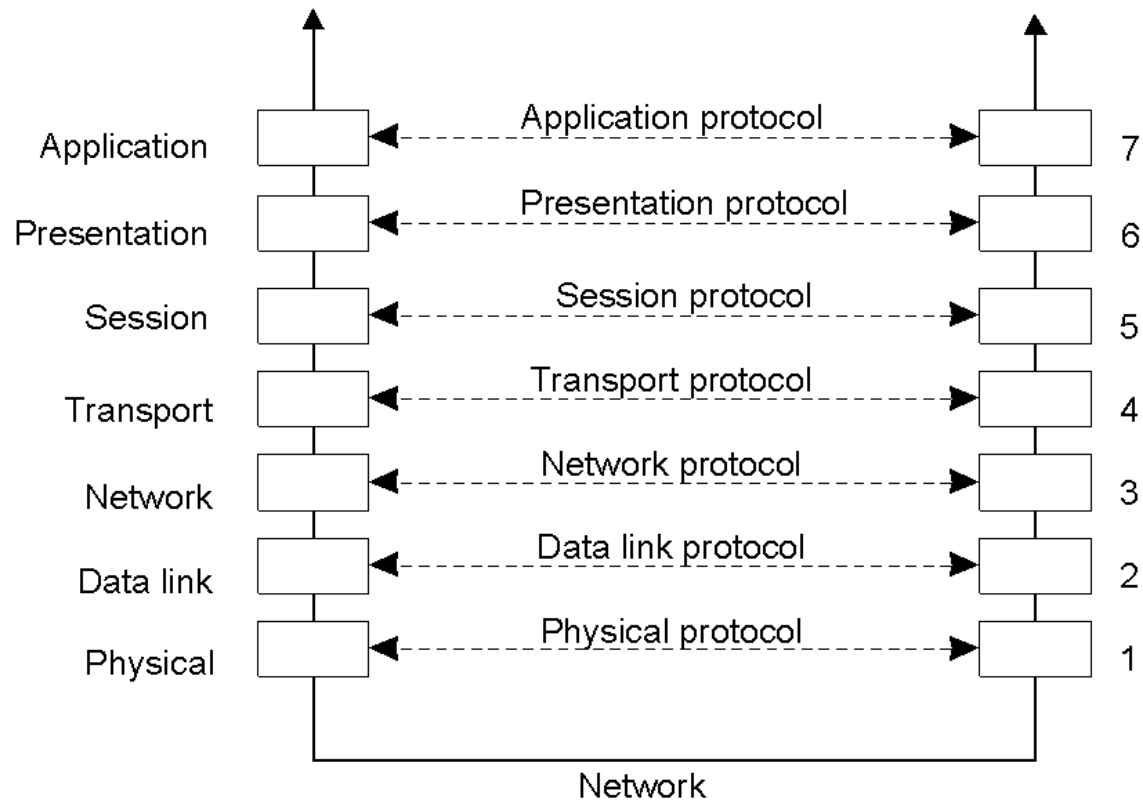 Application protocol
Application
7
Presentation protocol
Presentation
6
Session protocol
Session
5
Transport protocol
Transport
4
Network protocol
Network
3
Data link protocol
Data link
2
Physical protocol
Physical
1
Network